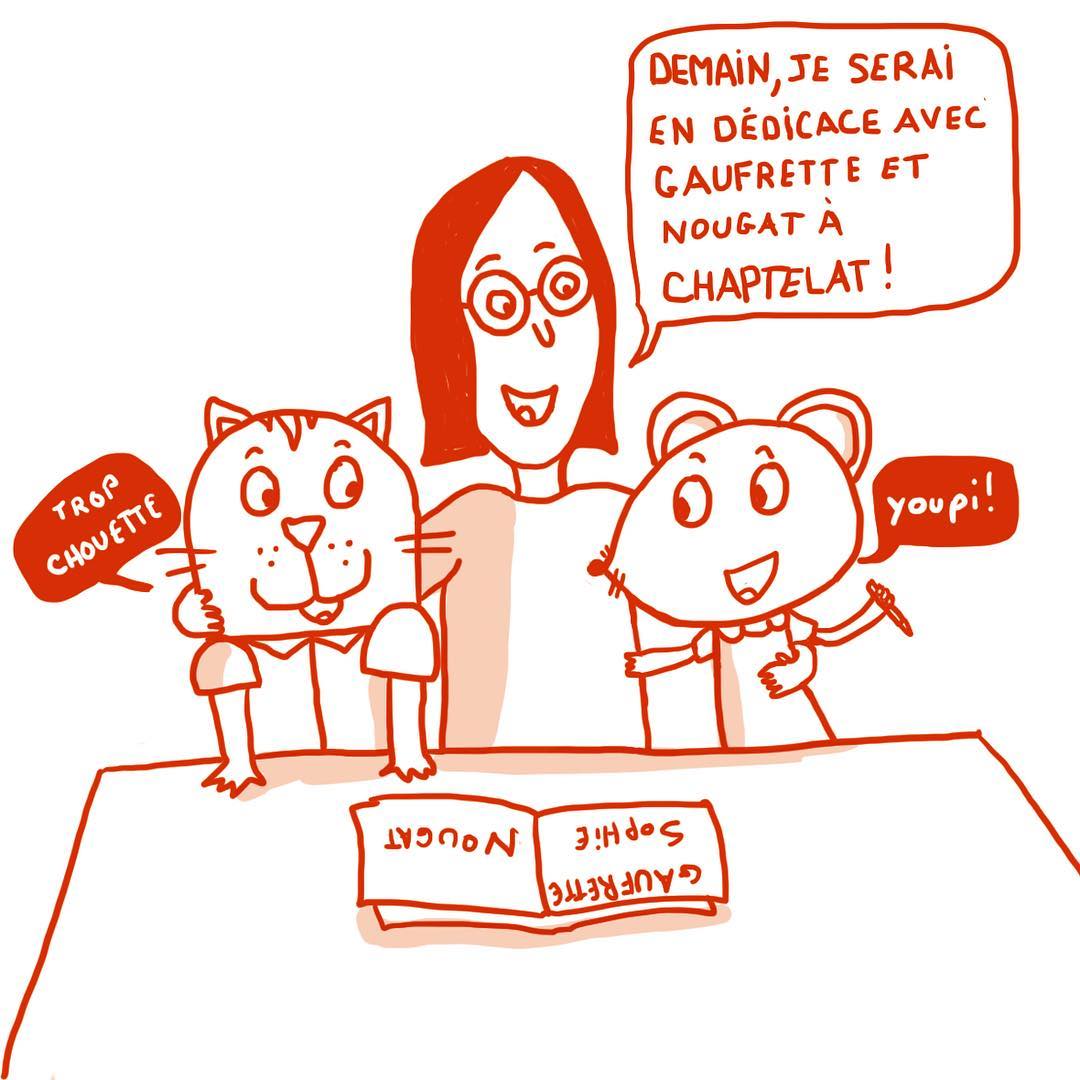 DEMAIN, JE SERAI
EN DÉDICACE AVEC
GAUFRETTE ET
NOUGAT À
CHAPTELAT !
TROP
CHOUETTE
youpi!
NOUGAT
SOPHIE
GAUFRETTE